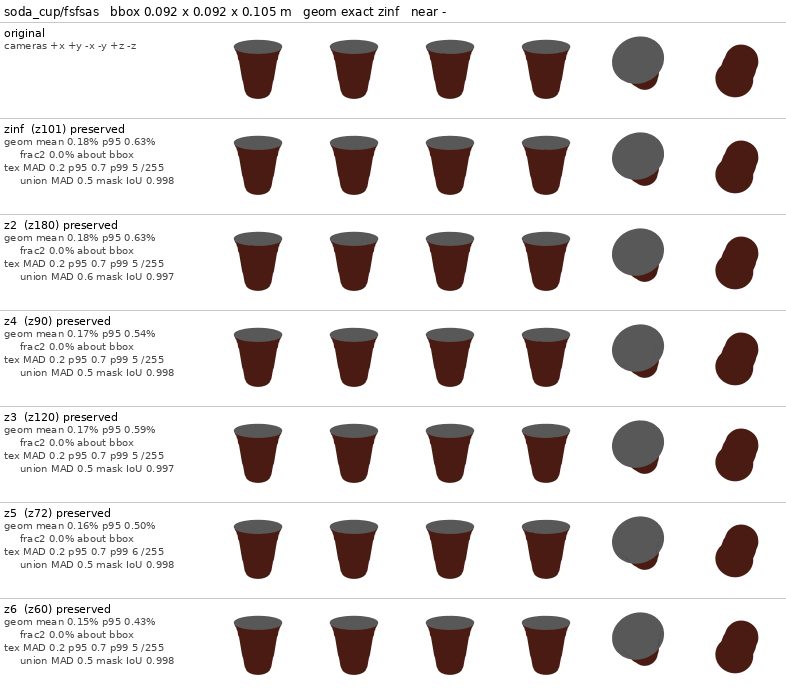 soda_cup/fsfsas   bbox 0.092 x 0.092 x 0.105 m   geom exact zinf   near -
original
cameras +x +y -x -y +z -z
zinf  (z101) preserved
geom mean 0.18% p95 0.63%
frac2 0.0% about bbox
tex MAD 0.2 p95 0.7 p99 5 /255
union MAD 0.5 mask IoU 0.998
z2  (z180) preserved
geom mean 0.18% p95 0.63%
frac2 0.0% about bbox
tex MAD 0.2 p95 0.7 p99 5 /255
union MAD 0.6 mask IoU 0.997
z4  (z90) preserved
geom mean 0.17% p95 0.54%
frac2 0.0% about bbox
tex MAD 0.2 p95 0.7 p99 5 /255
union MAD 0.5 mask IoU 0.998
z3  (z120) preserved
geom mean 0.17% p95 0.59%
frac2 0.0% about bbox
tex MAD 0.2 p95 0.7 p99 5 /255
union MAD 0.5 mask IoU 0.997
z5  (z72) preserved
geom mean 0.16% p95 0.50%
frac2 0.0% about bbox
tex MAD 0.2 p95 0.7 p99 6 /255
union MAD 0.5 mask IoU 0.998
z6  (z60) preserved
geom mean 0.15% p95 0.43%
frac2 0.0% about bbox
tex MAD 0.2 p95 0.7 p99 5 /255
union MAD 0.5 mask IoU 0.998